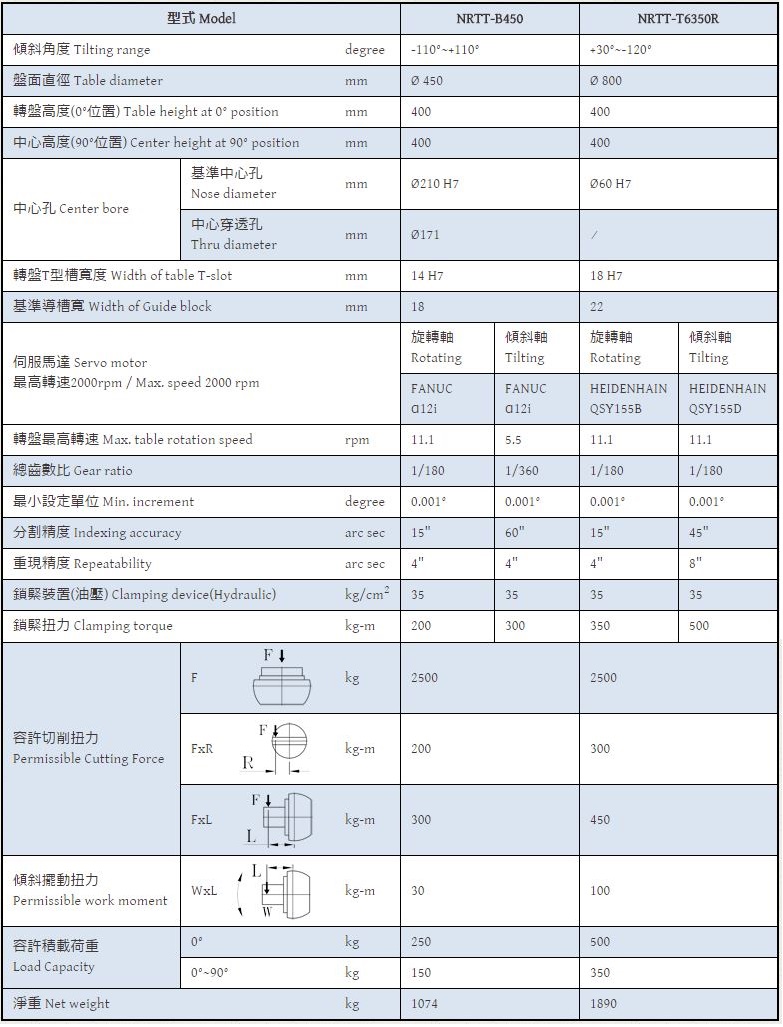 型式 Model NRTT-B450 NRTT-T6350R
傾斜角度 Tilting range degree -110°~+110° +30°~-120°
盤面直徑 Table diameter mm Ø 450 Ø 800
轉盤高度(0°位置) Table height at 0° position mm 400 400
中心高度(90°位置) Center height at 90° position mm 400 400
中心孔 Center bore
基準中心孔
Nose diameter mm Ø210 H7 Ø60 H7
中心穿透孔
Thru diameter mm Ø171 /
轉盤T型槽寬度 Width of table T-slot mm 14 H7 18 H7
基準導槽寬 Width of Guide block mm 18 22
伺服馬達 Servo motor
最高轉速2000rpm / Max. speed 2000 rpm
旋轉軸 傾斜軸 旋轉軸 傾斜軸
Rotating Tilting Rotating Tilting
FANUC FANUC HEIDENHAIN HEIDENHAIN
α12i α12i QSY155B QSY155D
轉盤最高轉速 Max. table rotation speed rpm 11.1 5.5 11.1 11.1
總齒數比 Gear ratio 1/180 1/360 1/180 1/180
最小設定單位 Min. increment degree 0.001° 0.001° 0.001° 0.001°
分割精度 Indexing accuracy arc sec 15" 60" 15" 45"
重現精度 Repeatability arc sec 4" 4" 4" 8"
鎖緊裝置(油壓) Clamping device(Hydraulic) kg/cm² 35 35 35 35
鎖緊扭力 Clamping torque kg-m 200 300 350 500
容許切削扭力
Permissible Cutting Force
F F kg 2500 2500
FxR F R kg-m 200 300
FxL F L kg-m 300 450
傾斜擺動扭力
Permissible work moment
WxL L W kg-m 30 100
容許積載荷重
Load Capacity
0° kg 250 500
0°~90° kg 150 350
淨重 Net weight kg 1074 1890